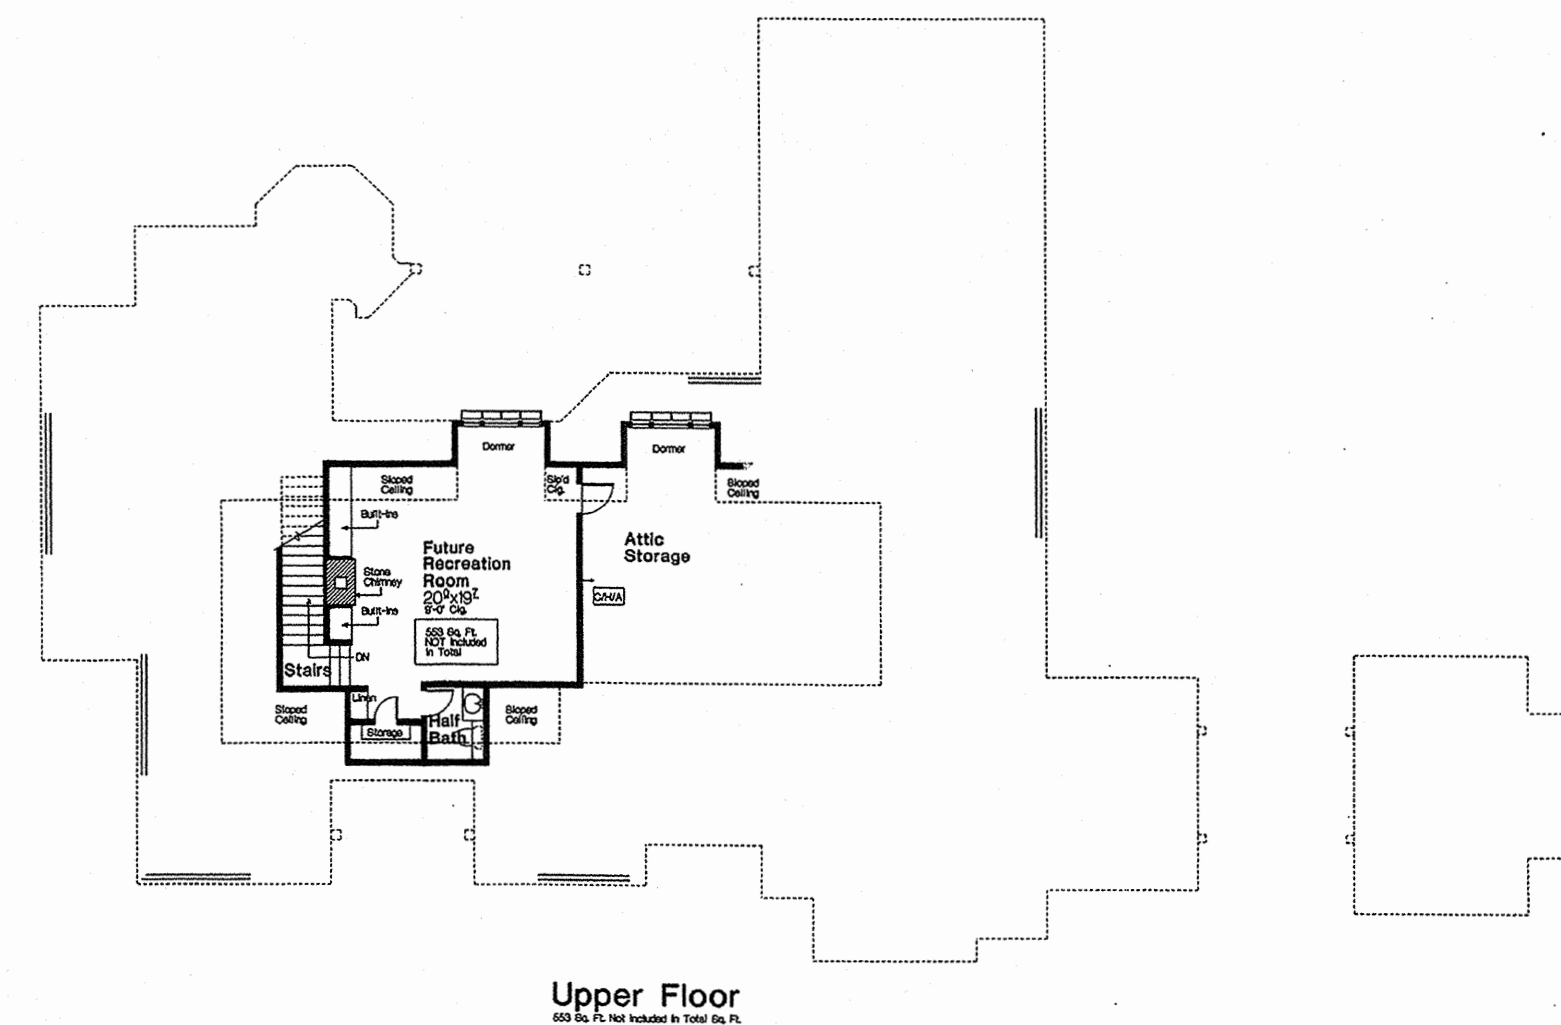 Dormer
Dormer
Sloped
Ceiling
Slp'd
Clg.
Sloped
Ceiling
Built-ins
Attic
Storage
Future
Recreation
Room
20⁰x19⁷
9'-0" Clg.
Stone
Chimney
C/H/A
Built-ins
553 Sq. Ft.
NOT Included
In Total
DN
Stairs
Linen
Sloped
Ceiling
Sloped
Ceiling
Half
Bath
Storage
Upper Floor
553 Sq. Ft. Not Included In Total Sq. Ft.